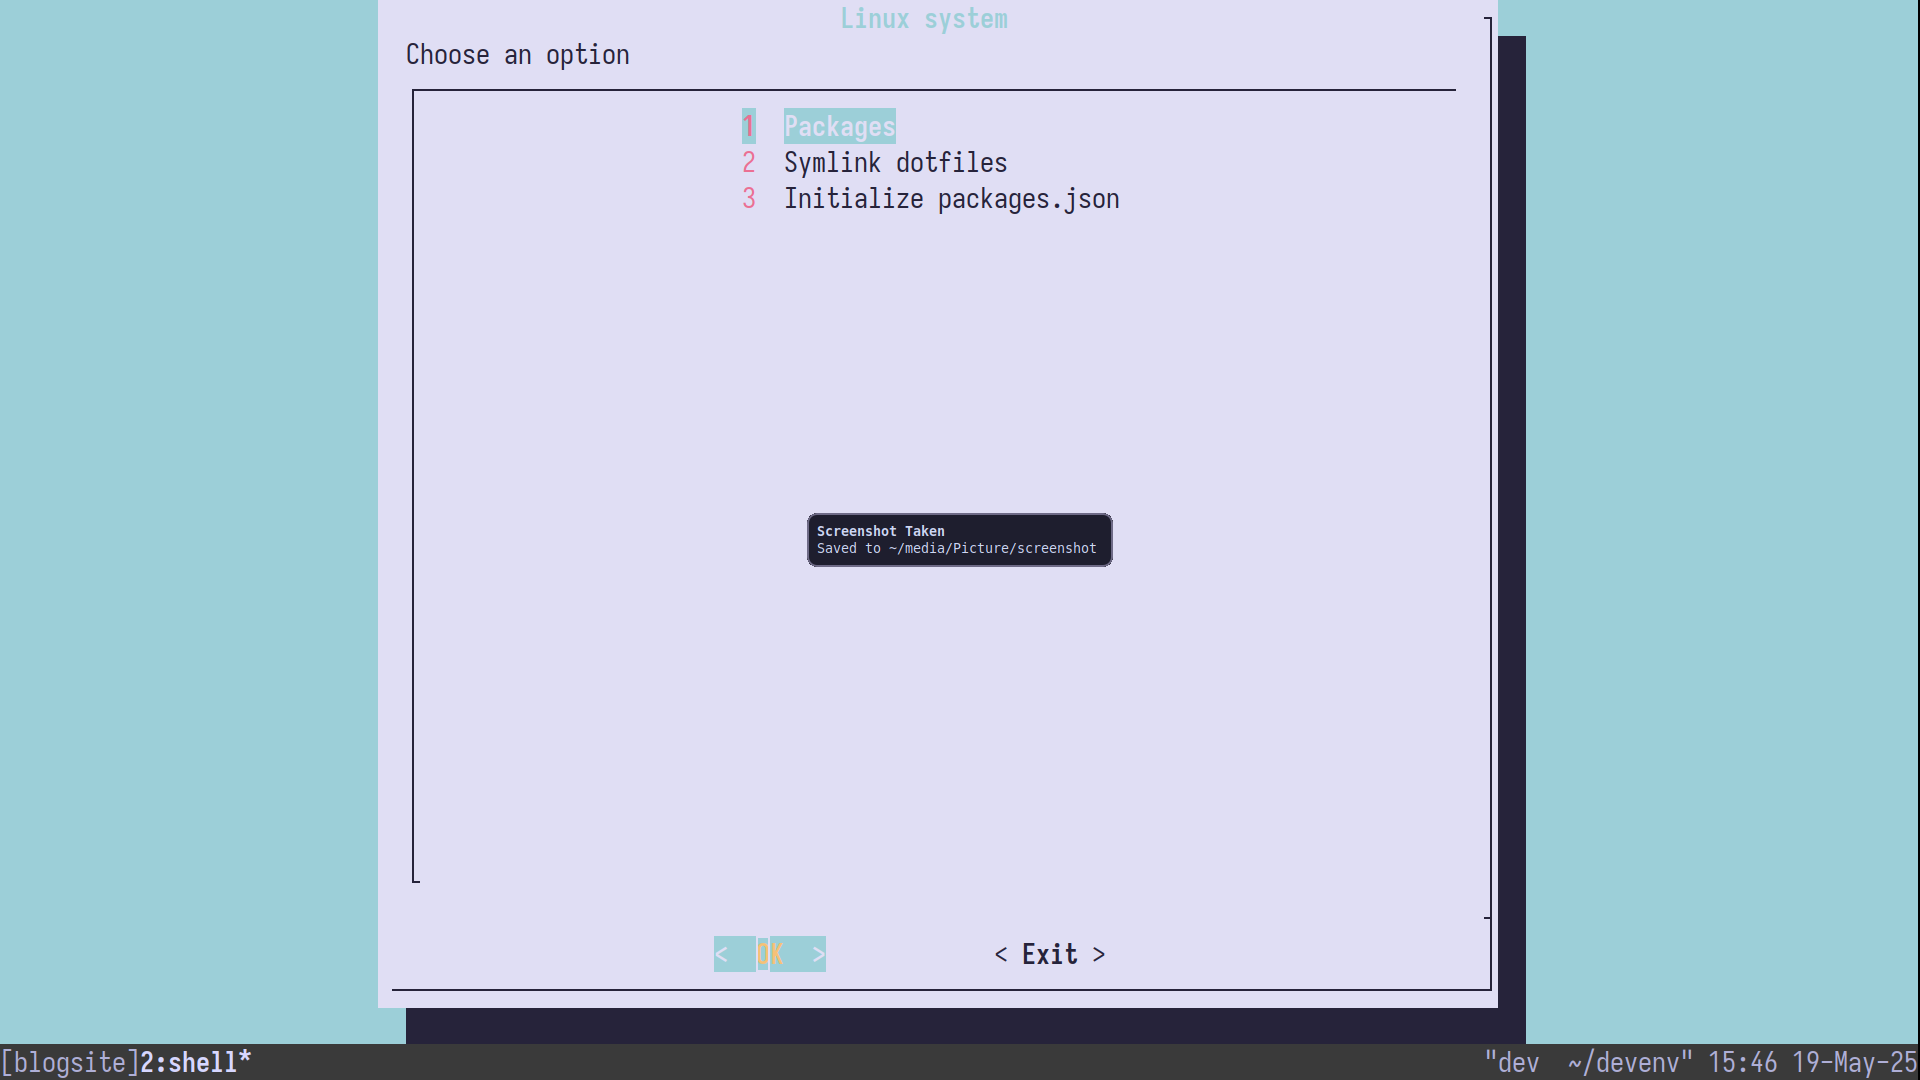 Linux system
Choose an option
1 Packages
2 Symlink dotfiles
3 Initialize packages.json
Screenshot Taken
Saved to ~/media/Picture/screenshot
< OK > < Exit >
[blogsite]2:shell* "dev ~/devenv" 15:46 19-May-25